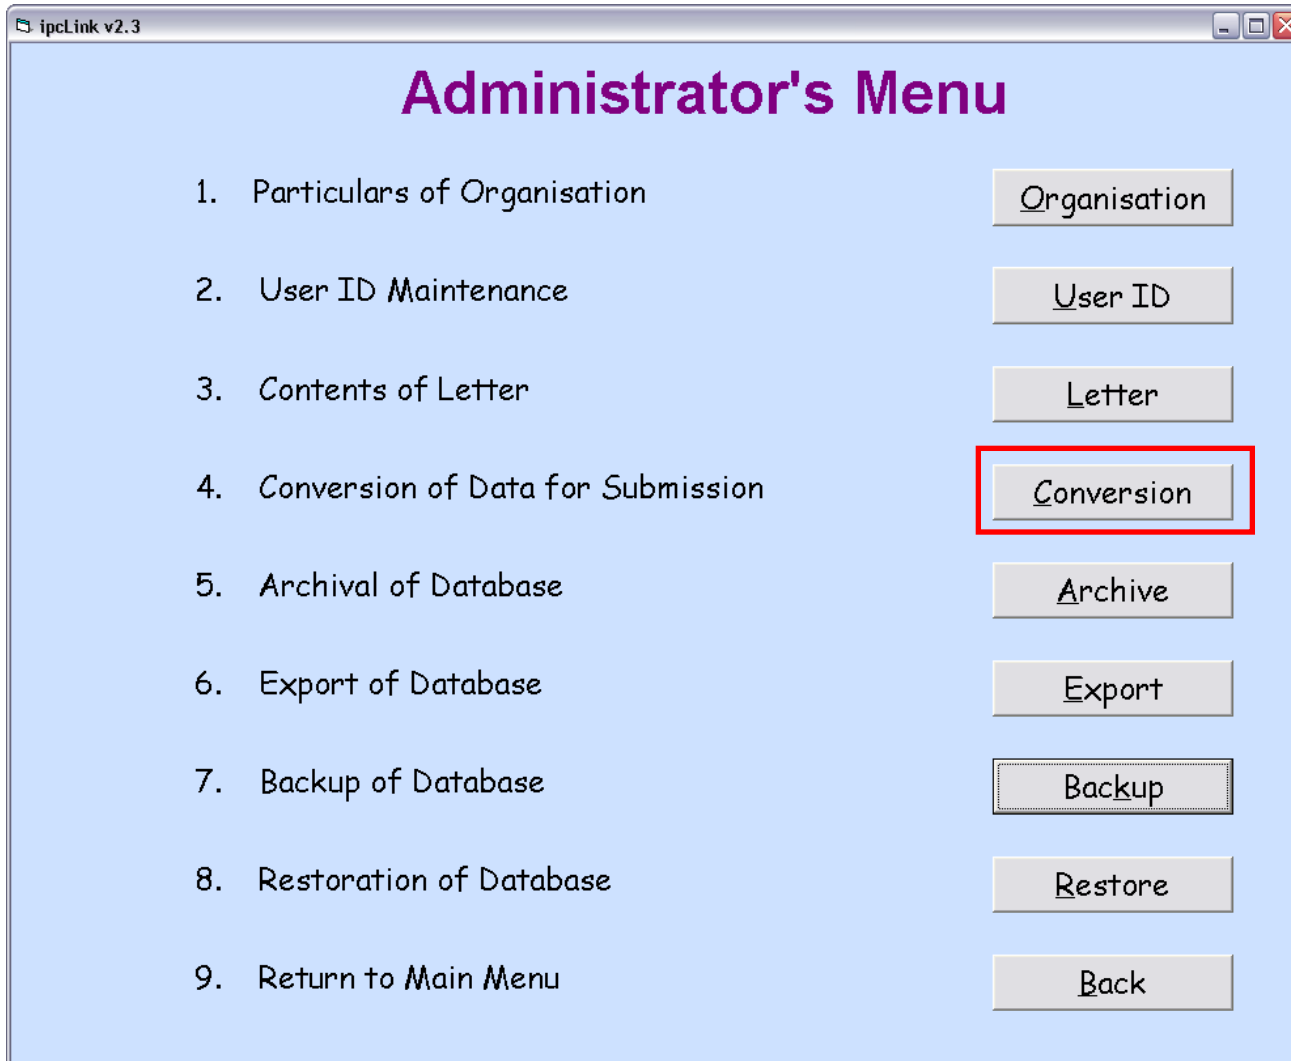 ipcLink v2.3
Administrator's Menu
1. Particulars of Organisation Organisation
2. User ID Maintenance User ID
3. Contents of Letter Letter
4. Conversion of Data for Submission Conversion
5. Archival of Database Archive
6. Export of Database Export
7. Backup of Database Backup
8. Restoration of Database Restore
9. Return to Main Menu Back